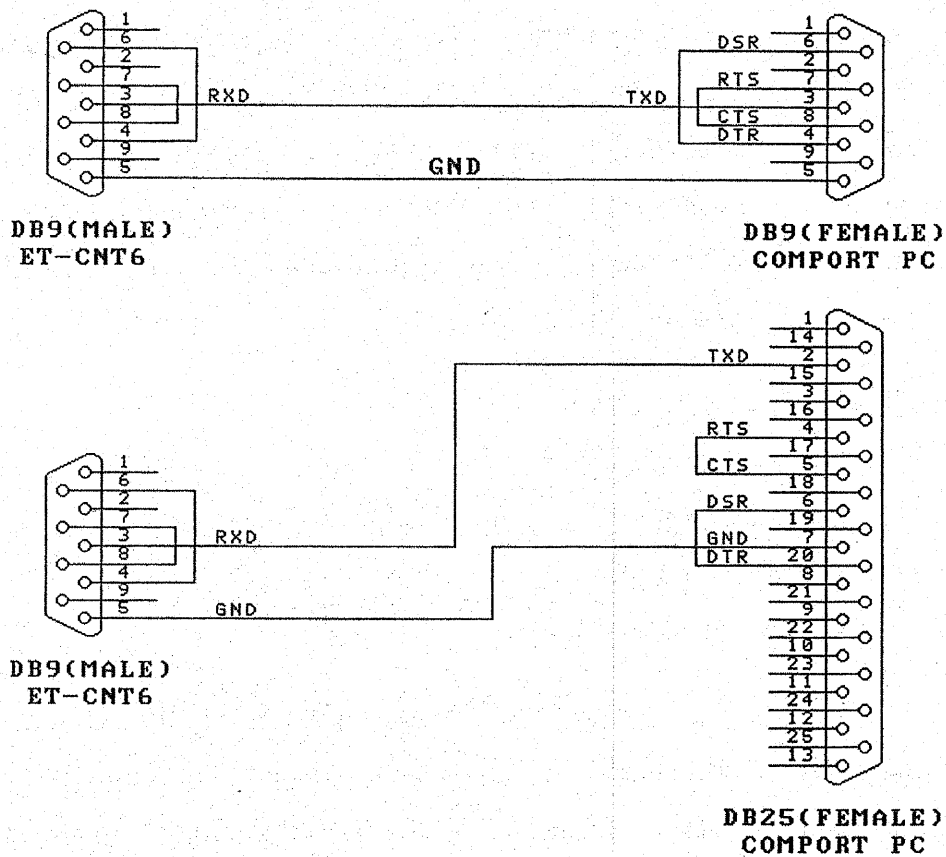 1
6
2
7
3
8
4
9
5
RXD
GND
TXD
DSR
RTS
CTS
DTR
1
6
2
7
3
8
4
9
5
DB9(MALE)
ET-CNT6
DB9(FEMALE)
COMPORT PC
1
6
2
7
3
8
4
9
5
RXD
GND
TXD
RTS
CTS
DSR
GND
DTR
1
14
2
15
3
16
4
17
5
18
6
19
7
20
8
21
9
22
10
23
11
24
12
25
13
DB9(MALE)
ET-CNT6
DB25(FEMALE)
COMPORT PC